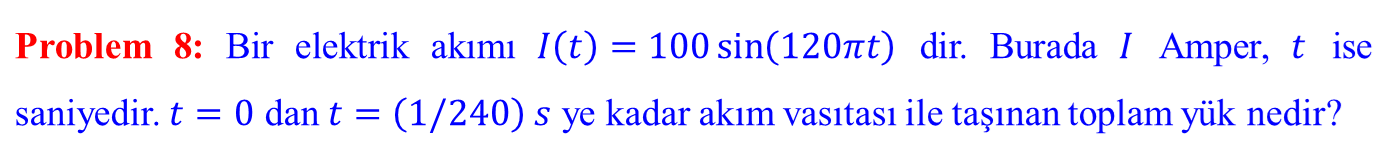 Problem 8: Bir elektrik akımı I(t) = 100 sin(120πt) dir. Burada I Amper, t ise
saniyedir. t = 0 dan t = (1/240) s ye kadar akım vasıtası ile taşınan toplam yük nedir?